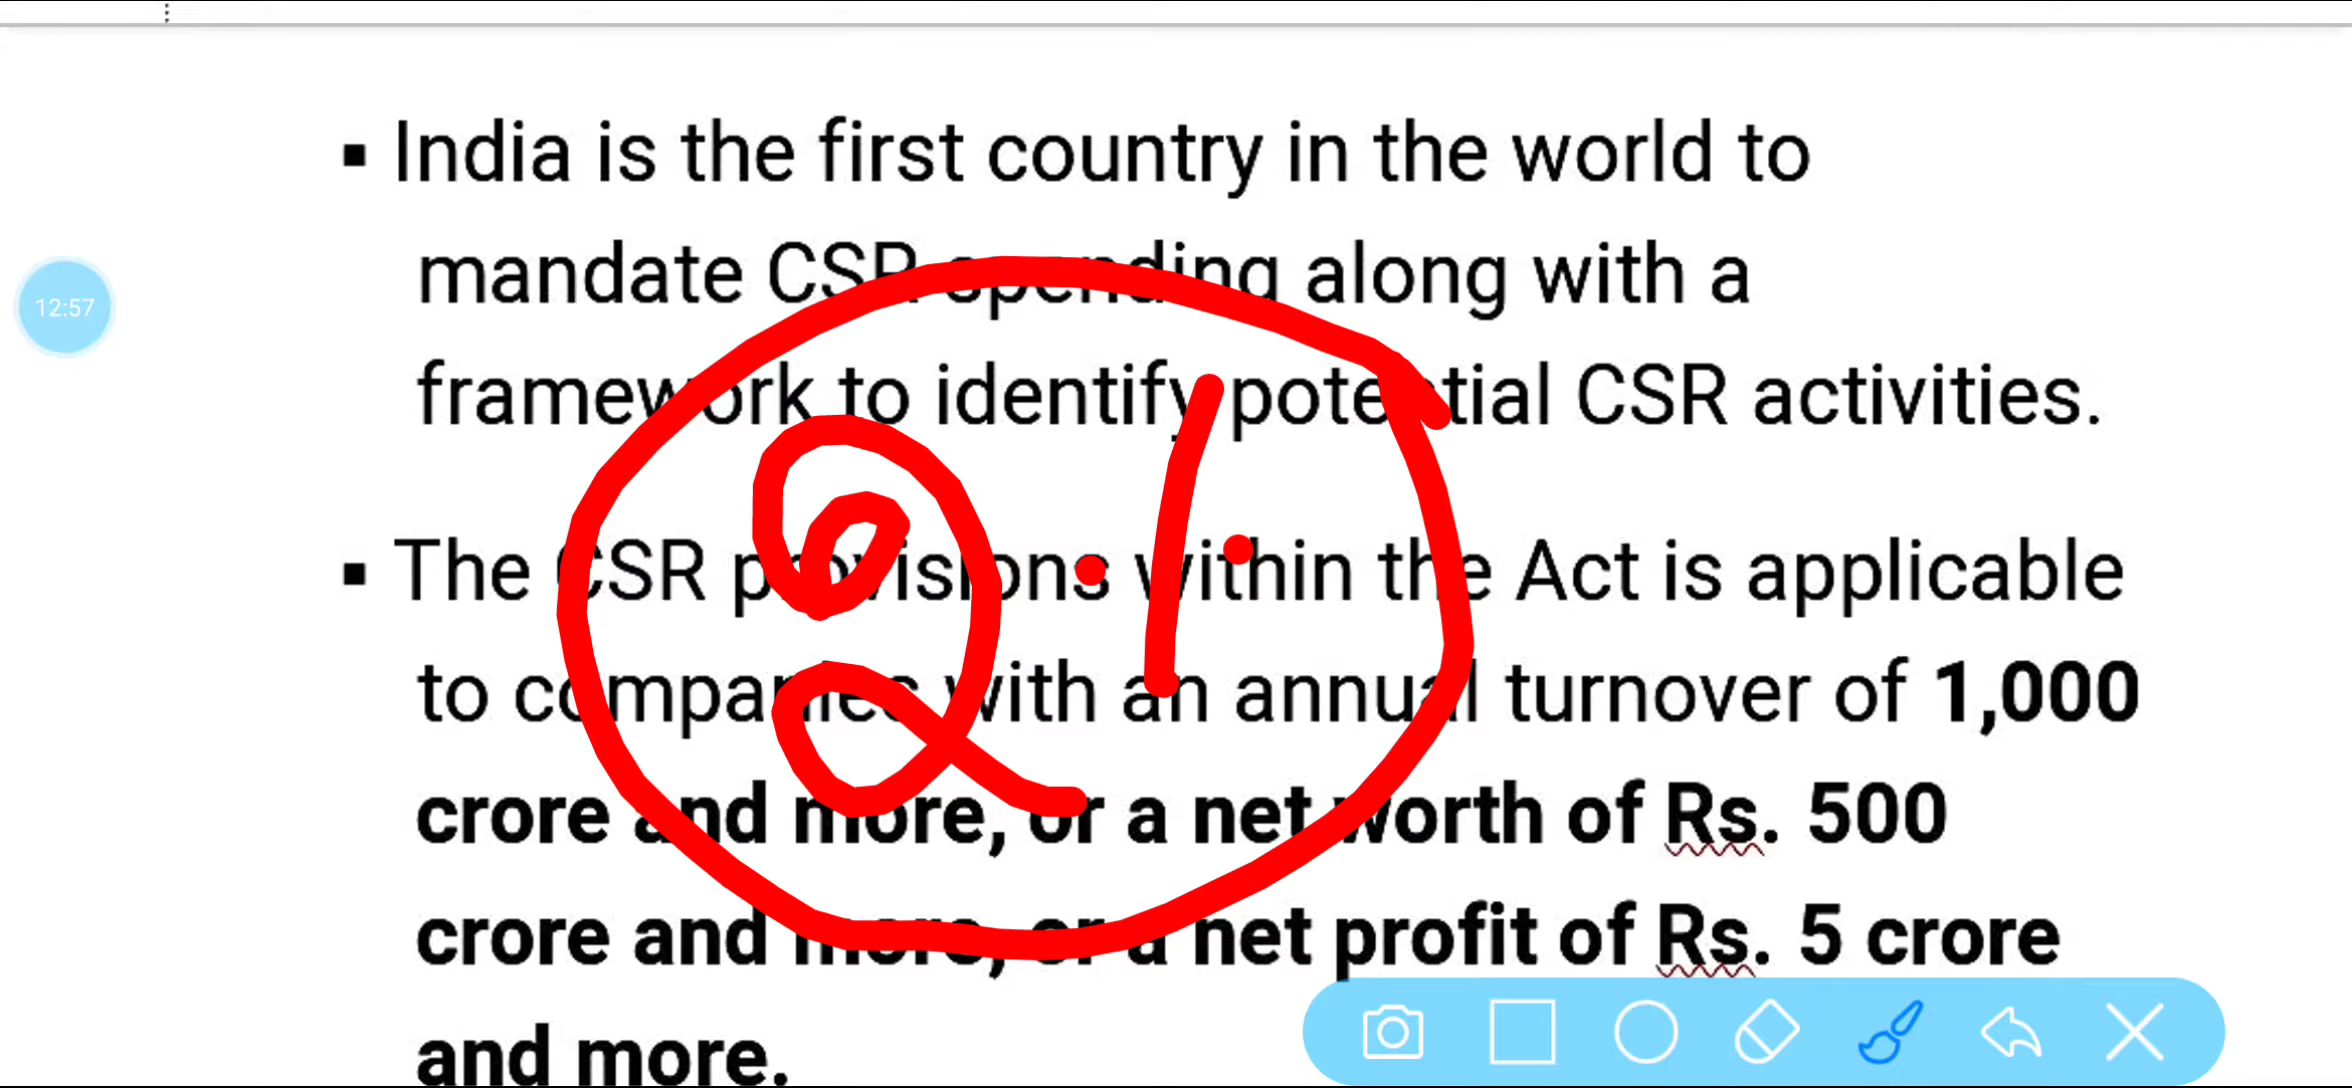 ▪ India is the first country in the world to
mandate CSR spending along with a
framework to identify potential CSR activities.
▪ The CSR provisions within the Act is applicable
to companies with an annual turnover of 1,000
crore and more, or a net worth of Rs. 500
crore and more, or a net profit of Rs. 5 crore
and more.
2%
12:57